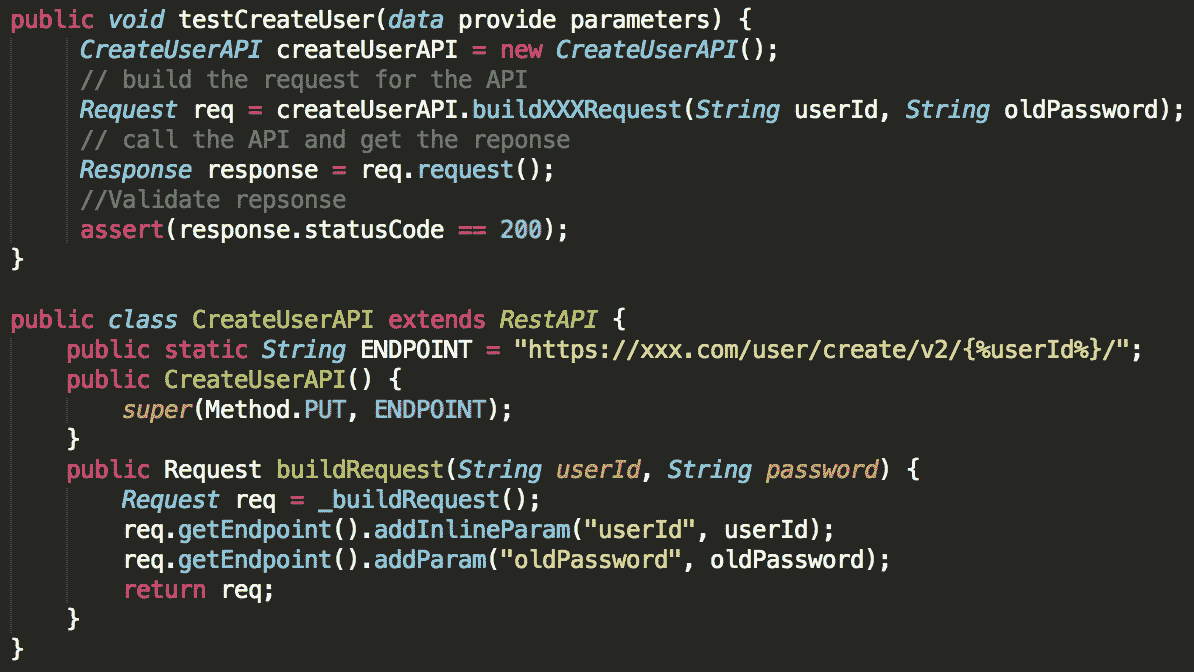 public void testCreateUser(data provide parameters) {
CreateUserAPI createUserAPI = new CreateUserAPI();
// build the request for the API
Request req = createUserAPI.buildXXXRequest(String userId, String oldPassword);
// call the API and get the reponse
Response response = req.request();
//Validate repsonse
assert(response.statusCode == 200);
}
public class CreateUserAPI extends RestAPI {
public static String ENDPOINT = "https://xxx.com/user/create/v2/{%userId%}/";
public CreateUserAPI() {
super(Method.PUT, ENDPOINT);
}
public Request buildRequest(String userId, String password) {
Request req = _buildRequest();
req.getEndpoint().addInlineParam("userId", userId);
req.getEndpoint().addParam("oldPassword", oldPassword);
return req;
}
}